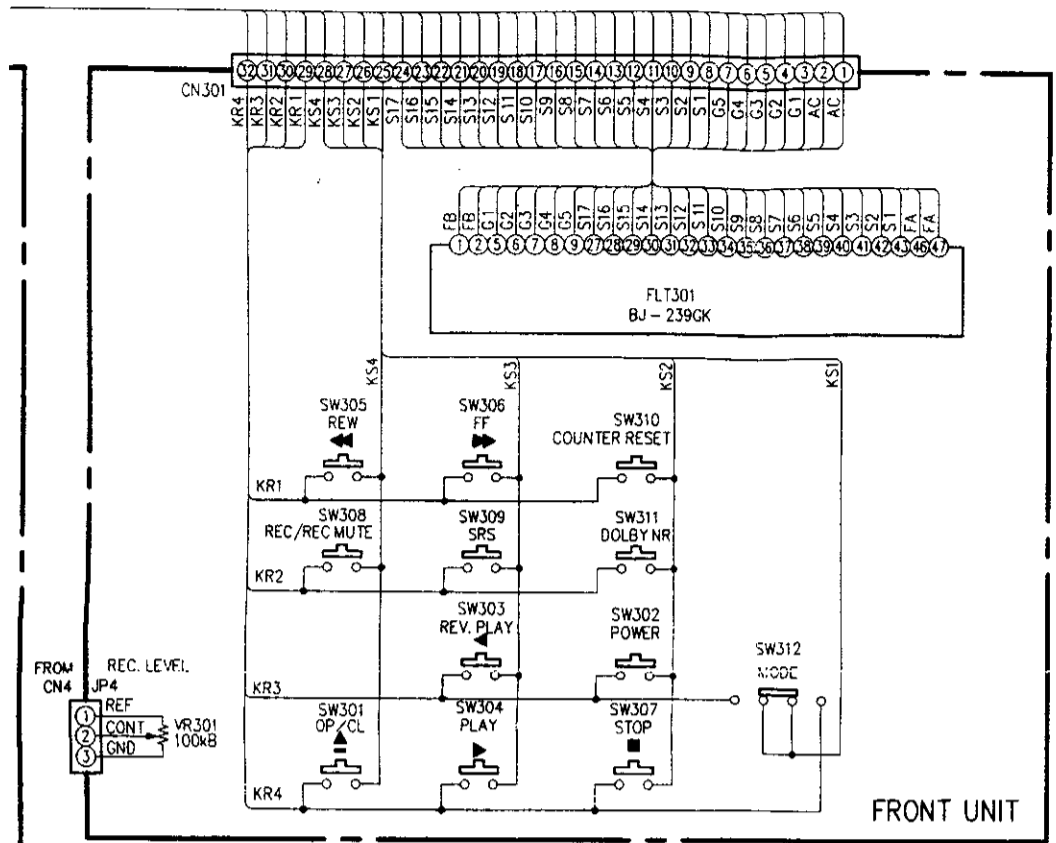 32 31 30 29 28 27 26 25 24 23 22 21 20 19 18 17 16 15 14 13 12 11 10 9 8 7 6 5 4 3 2 1
CN301
KR4 KR3 KR2 KR1 KS4 KS3 KS2 KS1 S17 S16 S15 S14 S13 S12 S11 S10 S9 S8 S7 S6 S5 S4 S3 S2 S1 G5 G4 G3 G2 G1 AC AC
FB FB G1 G2 G3 G4 G5 S17 S16 S15 S14 S13 S12 S11 S10 S9 S8 S7 S6 S5 S4 S3 S2 S1 FA FA
1 2 5 6 7 8 9 27 28 29 30 31 32 33 34 35 36 37 38 39 40 41 42 43 46 47
FLT301
BJ-239GK
KS4 KS3 KS2 KS1
SW305 SW306 SW310
REW FF COUNTER RESET
KR1
SW308 SW309 SW311
REC/REC MUTE SRS DOLBY NR
KR2
SW303 SW302
REV. PLAY POWER
SW312
MODE
KR3
FROM REC. LEVEL
CN4 JP4
1 REF
2 CONT
3 GND
VR301
100kB
SW301 SW304 SW307
OP/CL PLAY STOP
KR4
FRONT UNIT